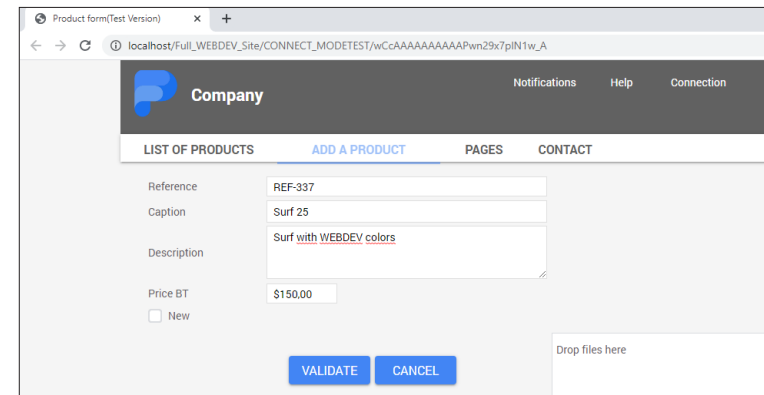 Product form(Test Version) × +
localhost/Full_WEBDEV_Site/CONNECT_MODETEST/wCcAAAAAAAAAAPwn29x7pIN1w_A
Company Notifications Help Connection
LIST OF PRODUCTS ADD A PRODUCT PAGES CONTACT
Reference REF-337
Caption Surf 25
Surf with WEBDEV colors
Description
Price BT $150,00
New
Drop files here
VALIDATE CANCEL